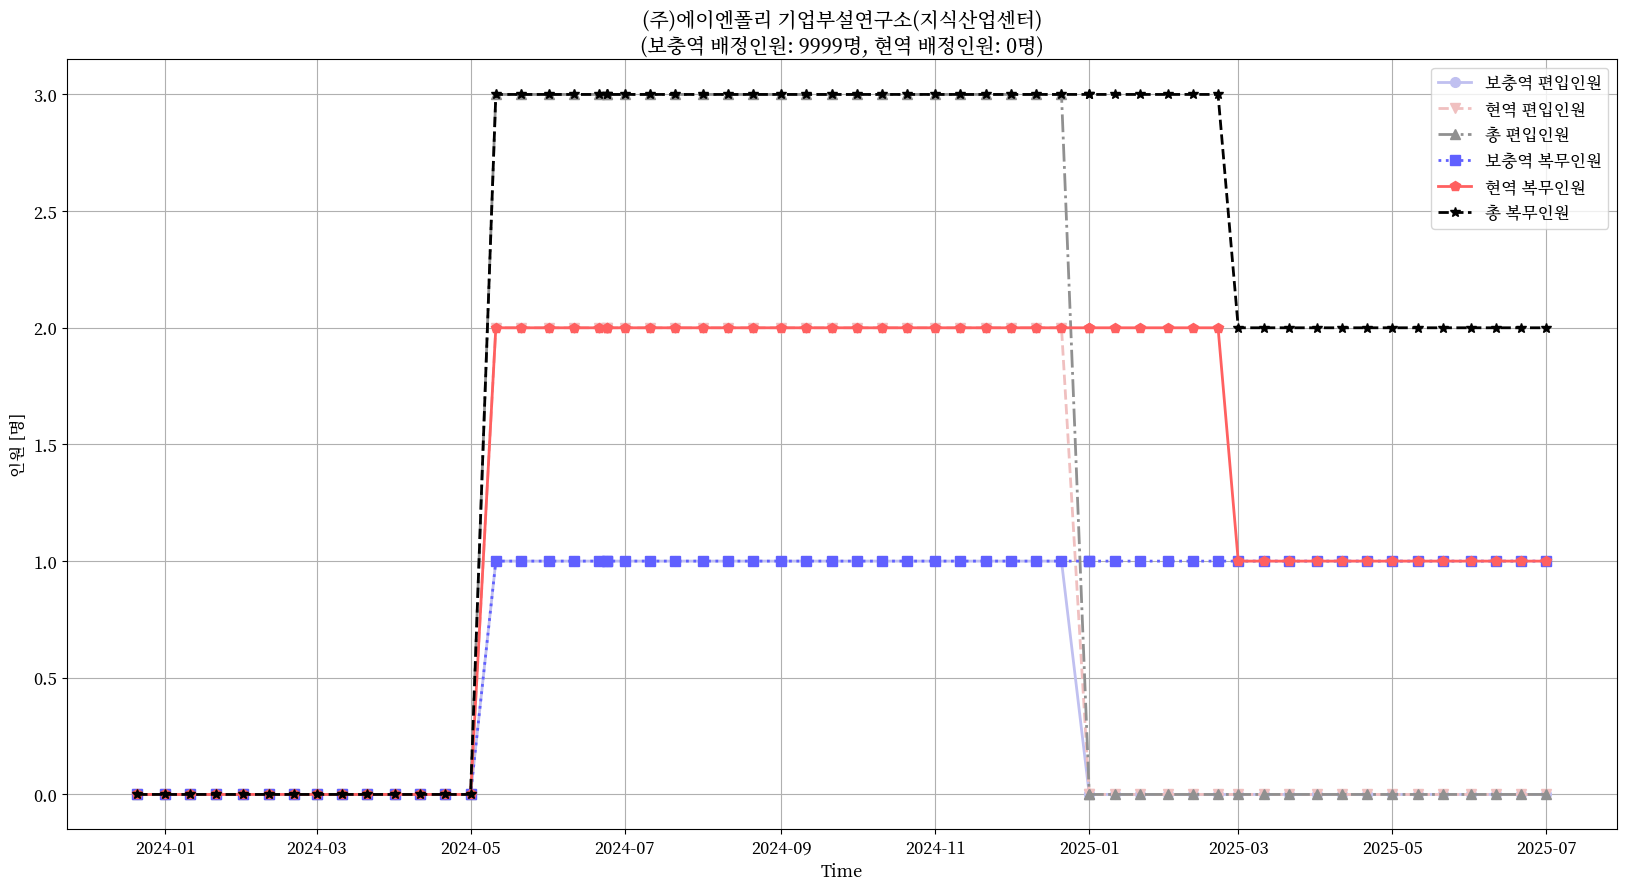 (주)에이엔폴리 기업부설연구소(지식산업센터)
(보충역 배정인원: 9999명, 현역 배정인원: 0명)
보충역 편입인원
현역 편입인원
총 편입인원
보충역 복무인원
현역 복무인원
총 복무인원
인원 [명]
3.0
2.5
2.0
1.5
1.0
0.5
0.0
2024-01 2024-03 2024-05 2024-07 2024-09 2024-11 2025-01 2025-03 2025-05 2025-07
Time